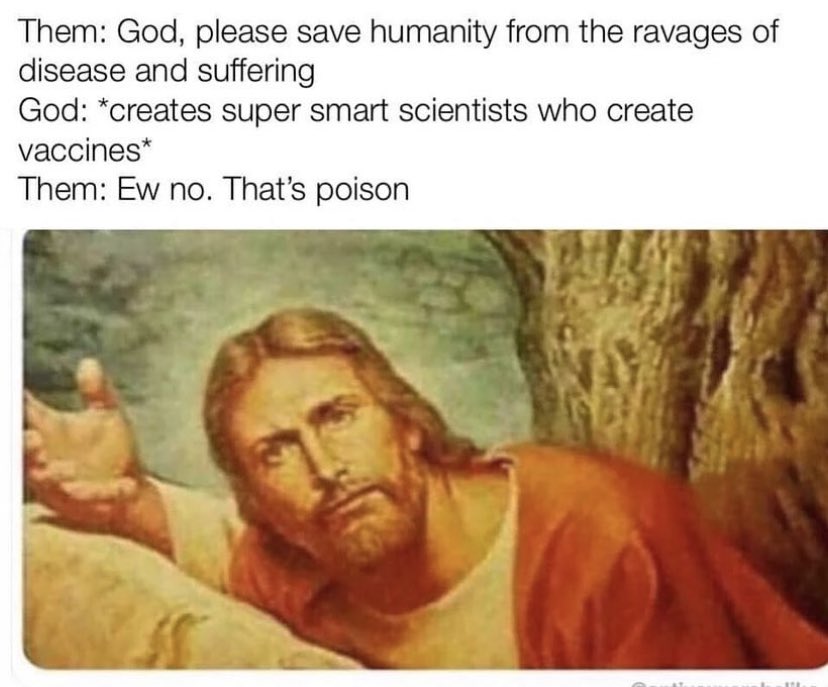 Them: God, please save humanity from the ravages of
disease and suffering
God: *creates super smart scientists who create
vaccines*
Them: Ew no. That’s poison